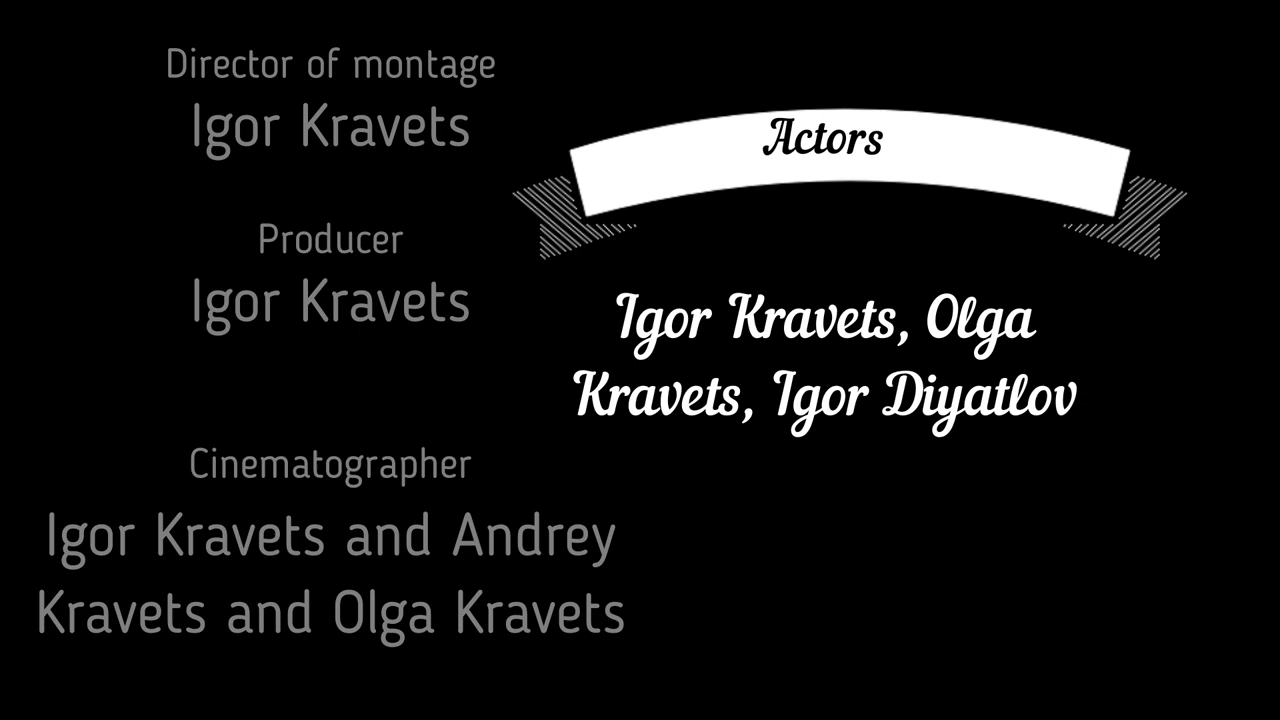 Director of montage
Igor Kravets
Producer
Igor Kravets
Cinematographer
Igor Kravets and Andrey
Kravets and Olga Kravets
Actors
Igor Kravets, Olga
Kravets, Igor Diyatlov